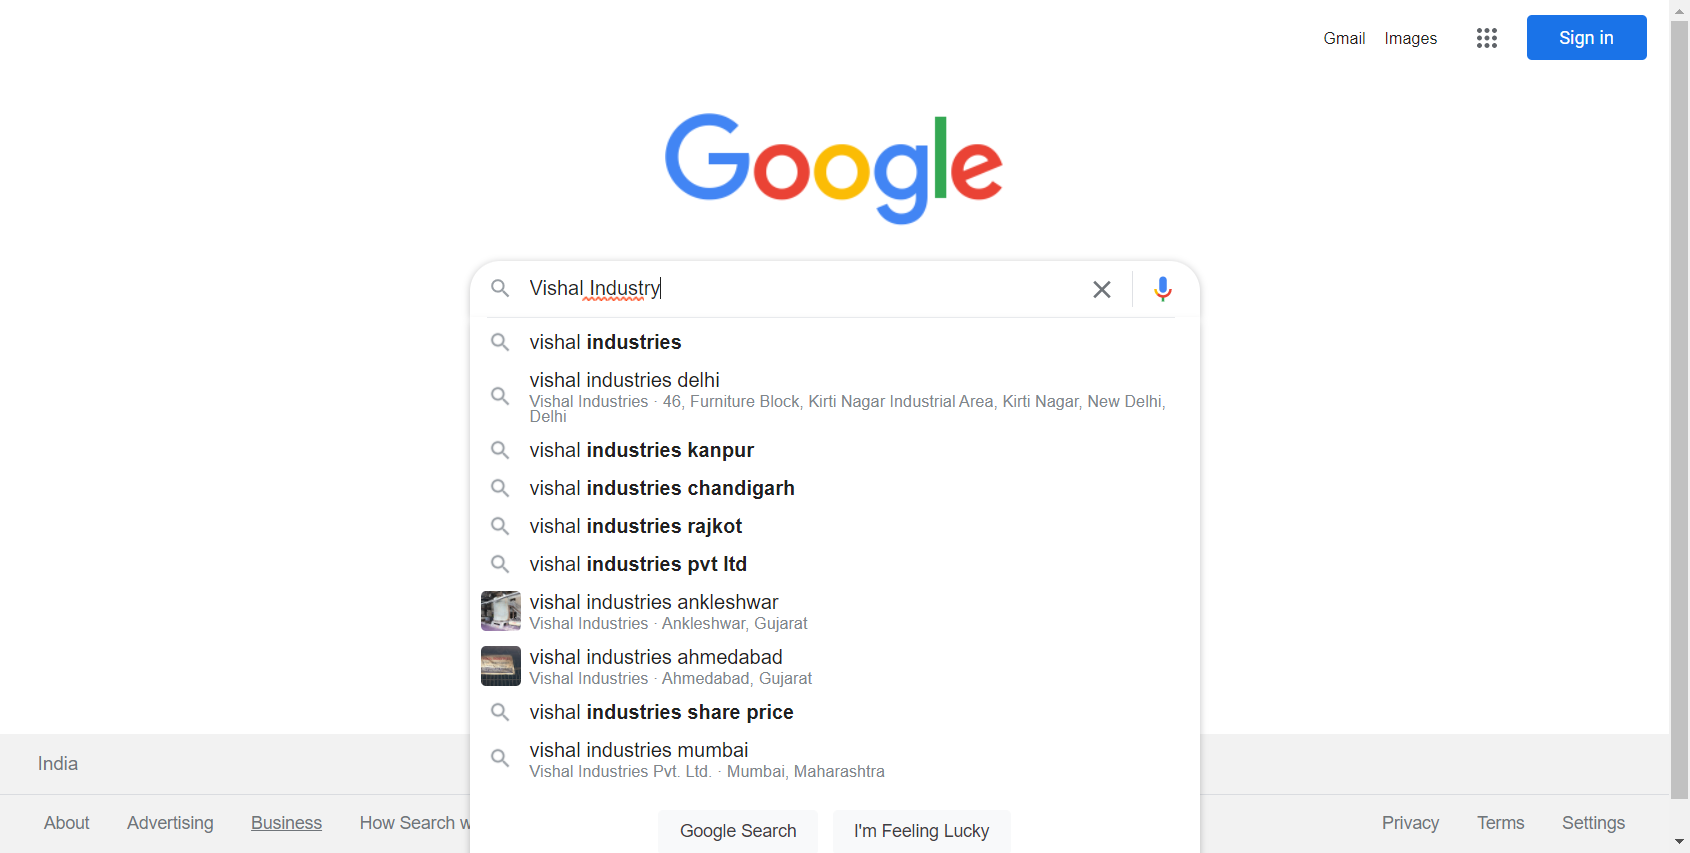 Gmail Images Sign in
Google
Vishal Industry
vishal industries
vishal industries delhi
Vishal Industries · 46, Furniture Block, Kirti Nagar Industrial Area, Kirti Nagar, New Delhi,
Delhi
vishal industries kanpur
vishal industries chandigarh
vishal industries rajkot
vishal industries pvt ltd
vishal industries ankleshwar
Vishal Industries · Ankleshwar, Gujarat
vishal industries ahmedabad
Vishal Industries · Ahmedabad, Gujarat
vishal industries share price
vishal industries mumbai
Vishal Industries Pvt. Ltd. · Mumbai, Maharashtra
India
About Advertising Business How Search w
Google Search I'm Feeling Lucky
Privacy Terms Settings